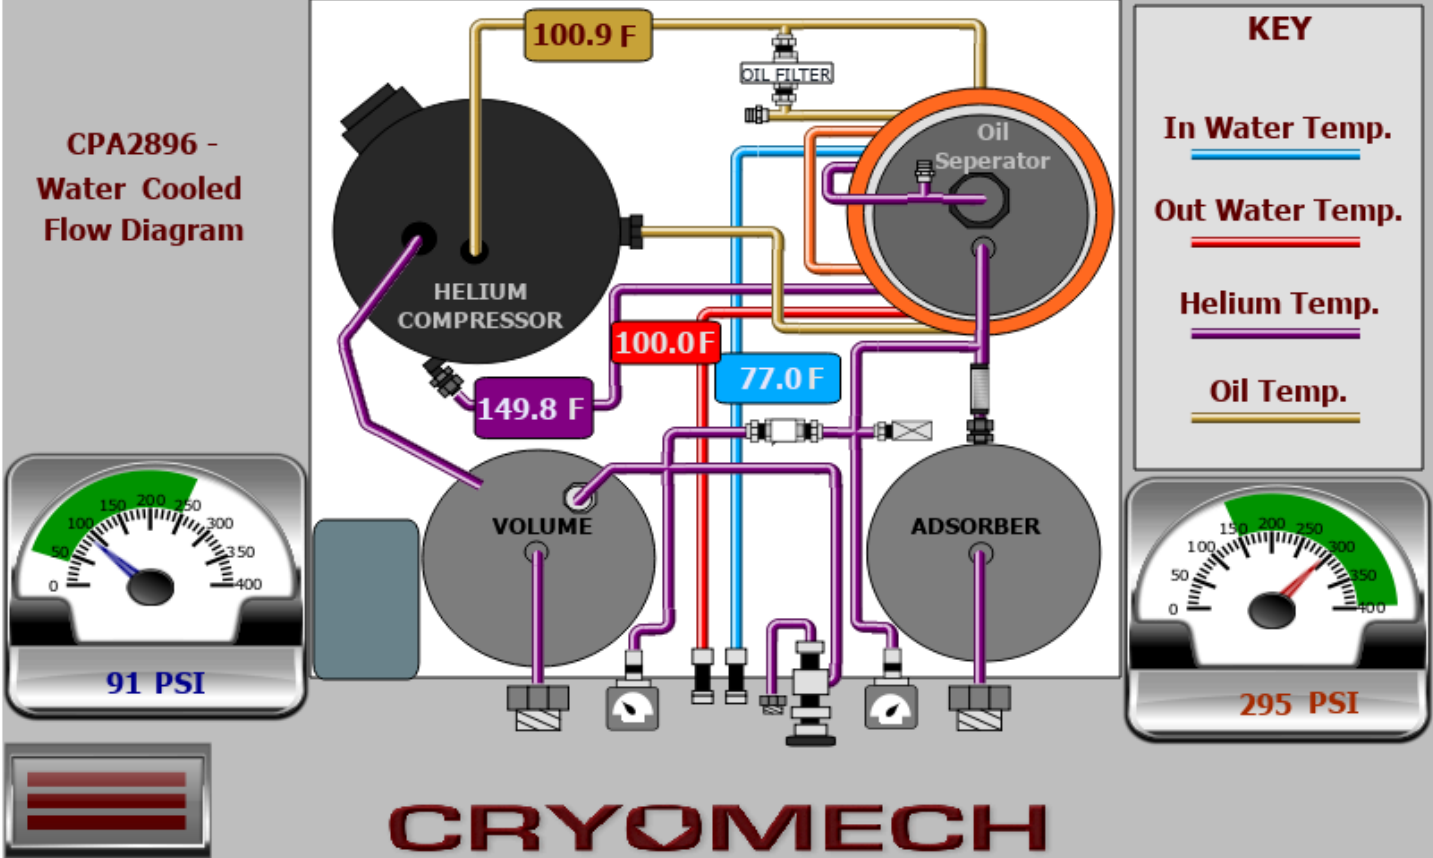 CPA2896 -
Water Cooled
Flow Diagram
100.9 F
OIL FILTER
Oil
Seperator
HELIUM
COMPRESSOR
100.0 F
77.0 F
149.8 F
VOLUME
ADSORBER
KEY
In Water Temp.
Out Water Temp.
Helium Temp.
Oil Temp.
0 50 100 150 200 250 300 350 400
91 PSI
0 50 100 150 200 250 300 350 400
295 PSI
CRYOMECH